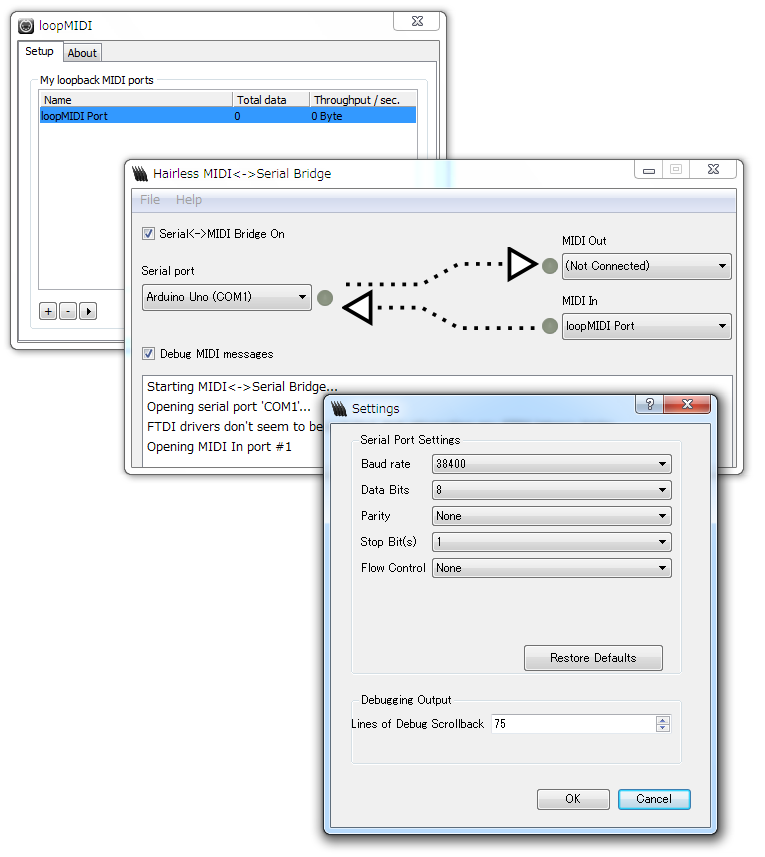 loopMIDI
Setup
About
My loopback MIDI ports
Name Total data Throughput / sec.
loopMIDI Port 0 0 Byte
+ -
Hairless MIDI<->Serial Bridge
File Help
Serial<->MIDI Bridge On
Serial port
Arduino Uno (COM1)
MIDI Out
(Not Connected)
MIDI In
loopMIDI Port
Debug MIDI messages
Starting MIDI<->Serial Bridge...
Opening serial port 'COM1'...
FTDI drivers don't seem to be
Opening MIDI In port #1
Settings
?
Serial Port Settings
Baud rate 38400
Data Bits 8
Parity None
Stop Bit(s) 1
Flow Control None
Restore Defaults
Debugging Output
Lines of Debug Scrollback 75
OK Cancel